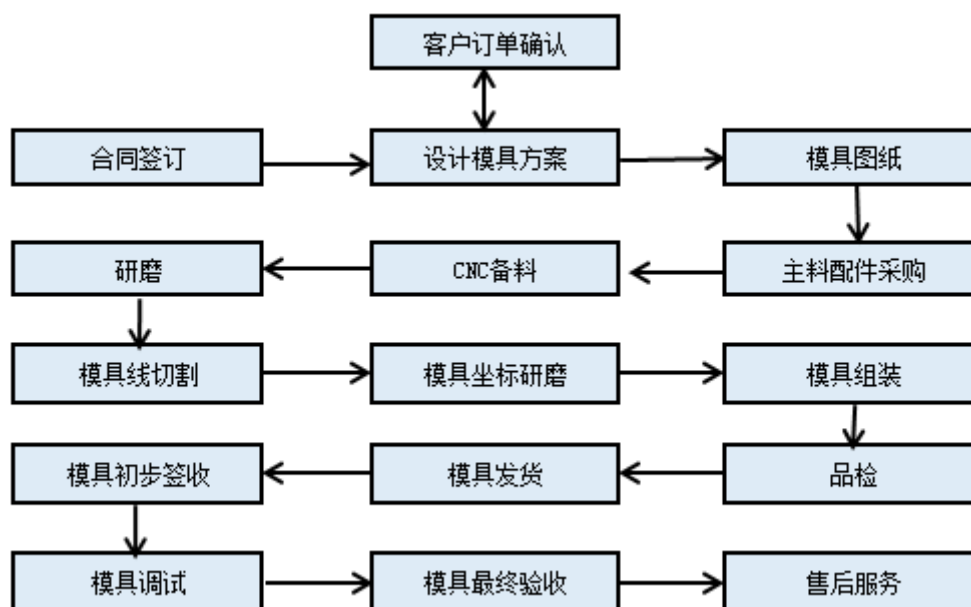 客户订单确认
合同签订
设计模具方案
模具图纸
研磨
CNC备料
主料配件采购
模具线切割
模具坐标研磨
模具组装
模具初步签收
模具发货
品检
模具调试
模具最终验收
售后服务